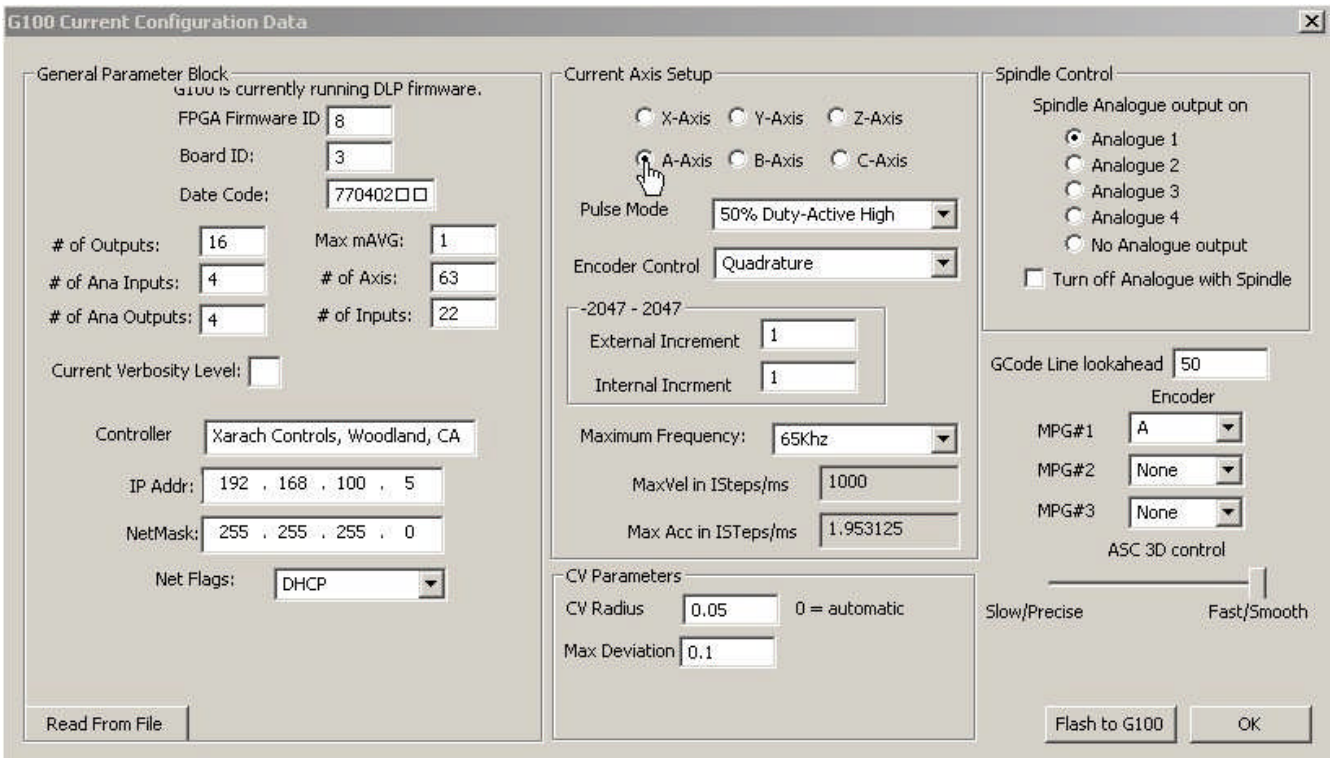 G100 Current Configuration Data
General Parameter Block
G100 is currently running DLP firmware.
FPGA Firmware ID 8
Board ID: 3
Date Code: 770402□□
# of Outputs: 16 Max mAVG: 1
# of Ana Inputs: 4 # of Axis: 63
# of Ana Outputs: 4 # of Inputs: 22
Current Verbosity Level:
Controller Xarach Controls, Woodland, CA
IP Addr: 192 . 168 . 100 . 5
NetMask: 255 . 255 . 255 . 0
Net Flags: DHCP
Read From File
Current Axis Setup
X-Axis Y-Axis Z-Axis
A-Axis B-Axis C-Axis
Pulse Mode 50% Duty-Active High
Encoder Control Quadrature
-2047 - 2047
External Increment 1
Internal Incrment 1
Maximum Frequency: 65Khz
MaxVel in ISteps/ms 1000
Max Acc in ISTeps/ms 1.953125
CV Parameters
CV Radius 0.05 0 = automatic
Max Deviation 0.1
Spindle Control
Spindle Analogue output on
Analogue 1
Analogue 2
Analogue 3
Analogue 4
No Analogue output
Turn off Analogue with Spindle
GCode Line lookahead 50
Encoder
MPG#1 A
MPG#2 None
MPG#3 None
ASC 3D control
Slow/Precise Fast/Smooth
Flash to G100 OK